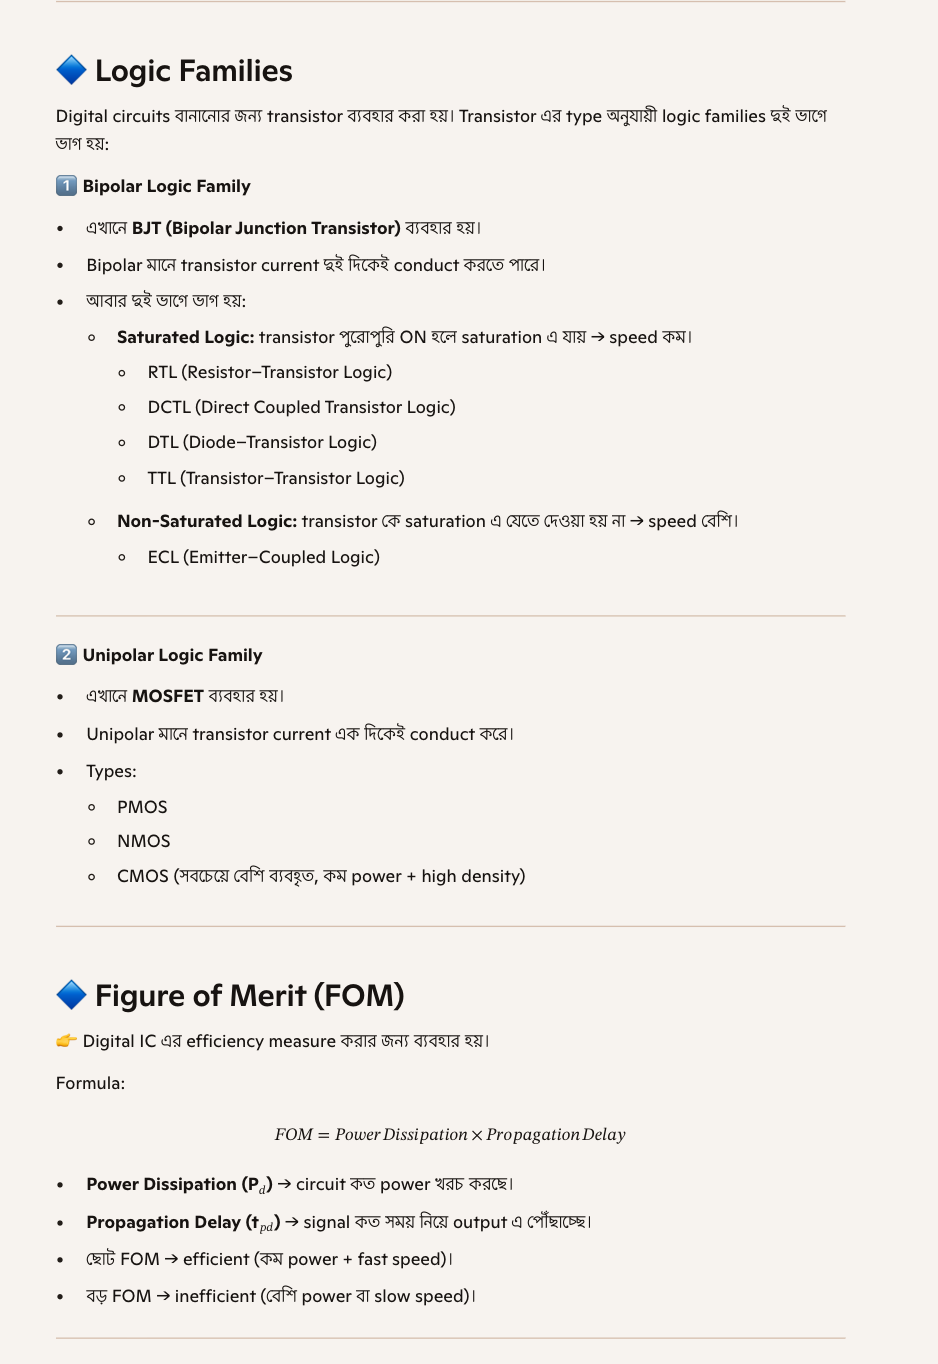 🔷 Logic Families
Digital circuits বানানোর জন্য transistor ব্যবহার করা হয়। Transistor এর type অনুযায়ী logic families দুই ভাগে
ভাগ হয়:
1️⃣ Bipolar Logic Family
• এখানে BJT (Bipolar Junction Transistor) ব্যবহার হয়।
• Bipolar মানে transistor current দুই দিকেই conduct করতে পারে।
• আবার দুই ভাগে ভাগ হয়:
◦ Saturated Logic: transistor পুরোপুরি ON হলে saturation এ যায় → speed কম।
◦ RTL (Resistor–Transistor Logic)
◦ DCTL (Direct Coupled Transistor Logic)
◦ DTL (Diode–Transistor Logic)
◦ TTL (Transistor–Transistor Logic)
◦ Non-Saturated Logic: transistor কে saturation এ যেতে দেওয়া হয় না → speed বেশি।
◦ ECL (Emitter–Coupled Logic)
2️⃣ Unipolar Logic Family
• এখানে MOSFET ব্যবহার হয়।
• Unipolar মানে transistor current এক দিকেই conduct করে।
• Types:
◦ PMOS
◦ NMOS
◦ CMOS (সবচেয়ে বেশি ব্যবহৃত, কম power + high density)
🔷 Figure of Merit (FOM)
👉 Digital IC এর efficiency measure করার জন্য ব্যবহার হয়।
Formula:
FOM = Power Dissipation × Propagation Delay
• Power Dissipation (P_d) → circuit কত power খরচ করছে।
• Propagation Delay (t_pd) → signal কত সময় নিয়ে output এ পৌঁছাচ্ছে।
• ছোট FOM → efficient (কম power + fast speed)।
• বড় FOM → inefficient (বেশি power বা slow speed)।